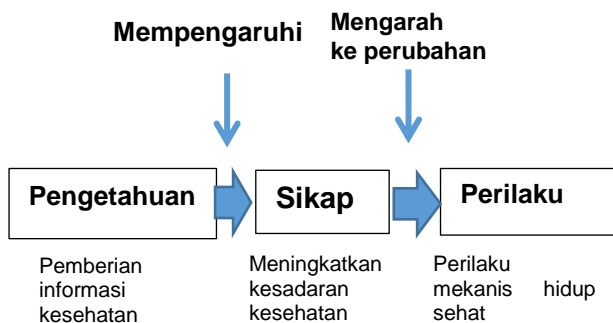 Mempengaruhi
Mengarah
ke perubahan
Pengetahuan
Sikap
Perilaku
Pemberian
informasi
kesehatan
Meningkatkan
kesadaran
kesehatan
Perilaku
mekanis hidup
sehat